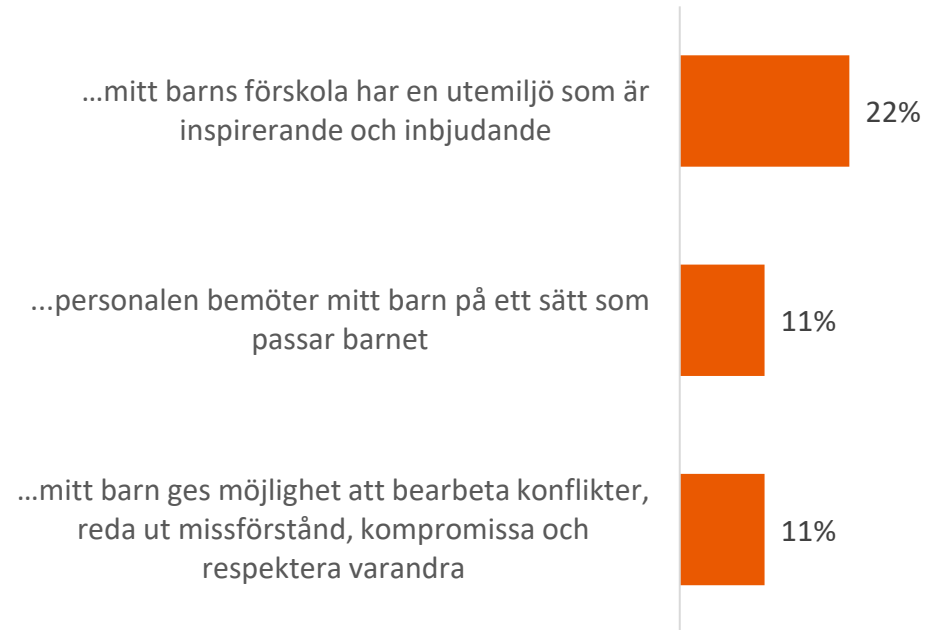 …mitt barns förskola har en utemiljö som är
inspirerande och inbjudande
22%
...personalen bemöter mitt barn på ett sätt som
passar barnet
11%
…mitt barn ges möjlighet att bearbeta konflikter,
reda ut missförstånd, kompromissa och
respektera varandra
11%